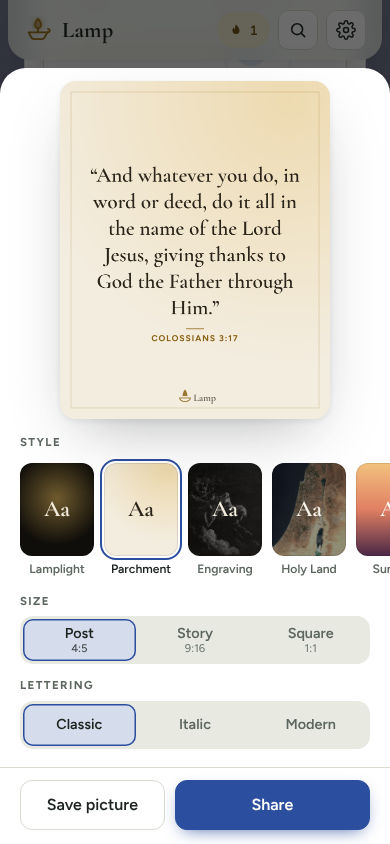 Lamp
1
“And whatever you do, in
word or deed, do it all in
the name of the Lord
Jesus, giving thanks to
God the Father through
Him.”
COLOSSIANS 3:17
Lamp
STYLE
Aa
Aa
Aa
Aa
Lamplight
Parchment
Engraving
Holy Land
SIZE
Post
Story
Square
4:5
9:16
1:1
LETTERING
Classic
Italic
Modern
Save picture
Share